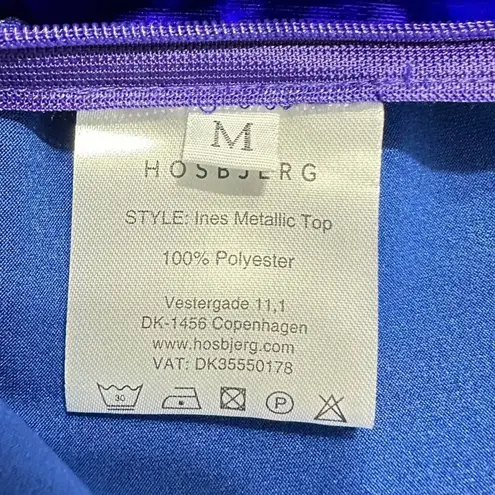 M
HOSBJERG
STYLE: Ines Metallic Top
100% Polyester
Vestergade 11,1
DK-1456 Copenhagen
www.hosbjerg.com
VAT: DK35550178
30
P